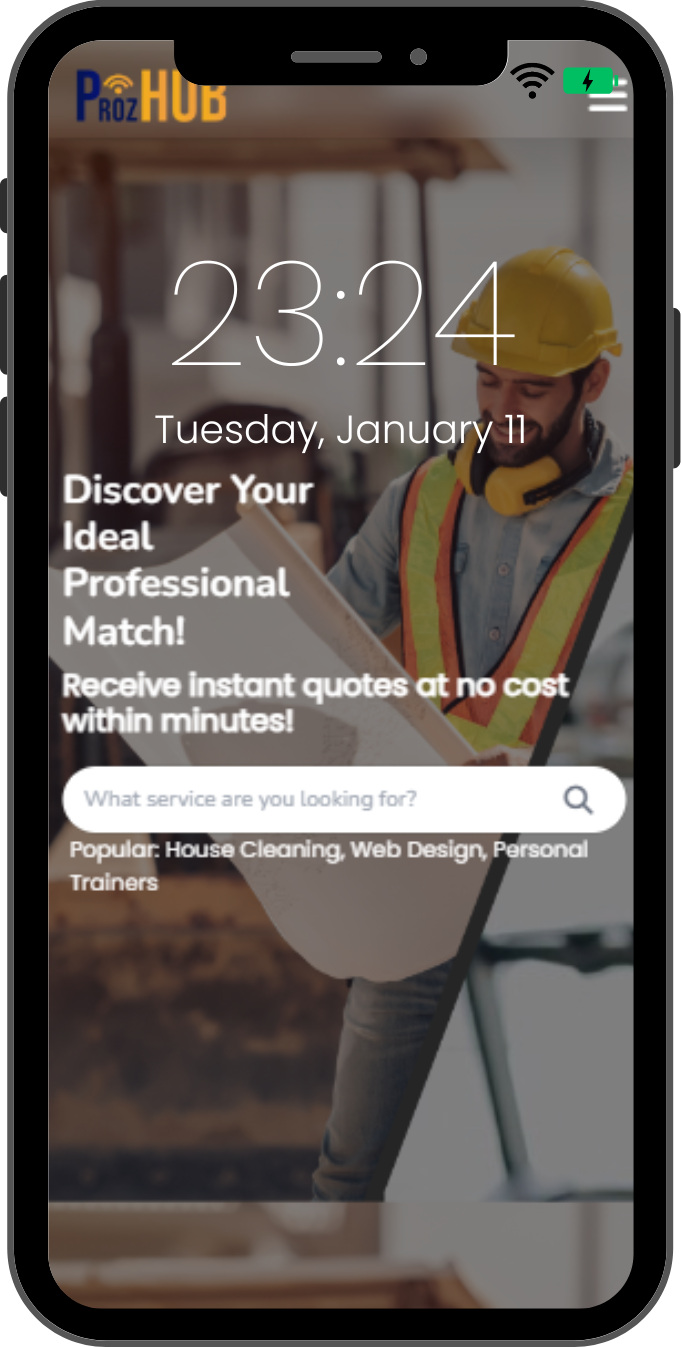 PROZHUB
23:24
Tuesday, January 11
Discover Your
Ideal
Professional
Match!
Receive instant quotes at no cost
within minutes!
What service are you looking for?
Popular: House Cleaning, Web Design, Personal
Trainers